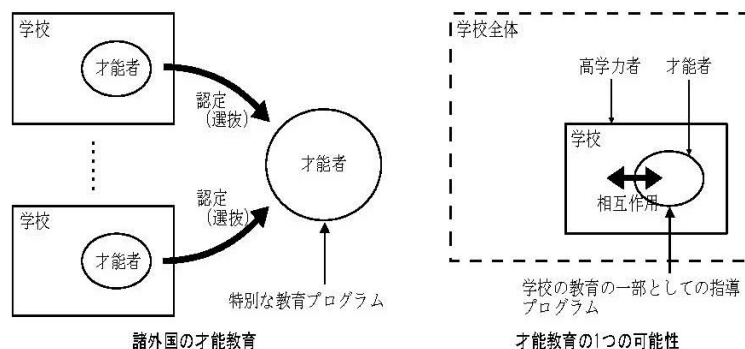 学校
才能者
認定
(選抜)
才能者
学校
才能者
認定
(選抜)
特別な教育プログラム
諸外国の才能教育
学校全体
高学力者
才能者
学校
相互作用
学校の教育の一部としての指導
プログラム
才能教育の1つの可能性